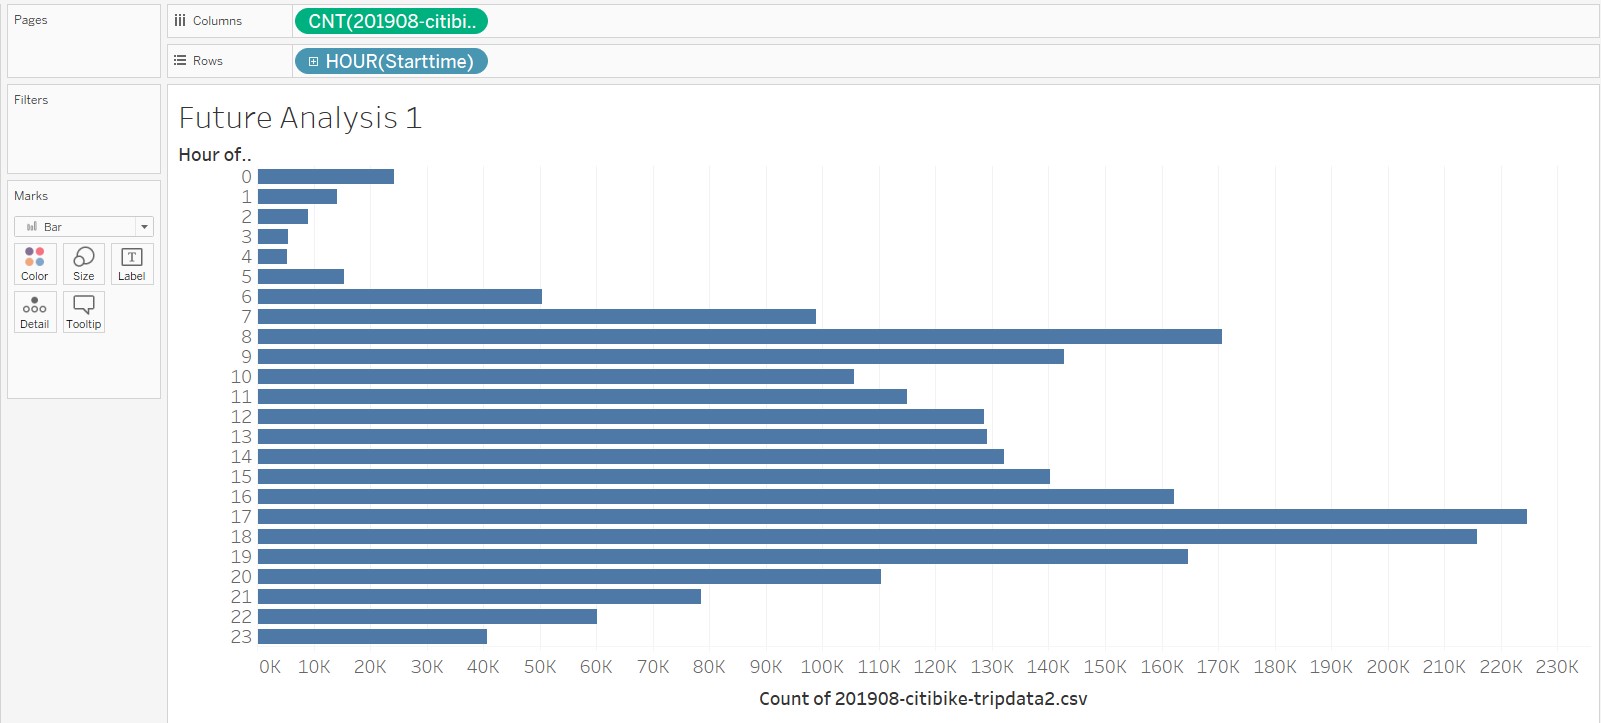 Pages
Columns
CNT(201908-citibi..
Rows
HOUR(Starttime)
Filters
Marks
Bar
Color
Size
T
Label
Detail
Tooltip
Future Analysis 1
Hour of..
0
1
2
3
4
5
6
7
8
9
10
11
12
13
14
15
16
17
18
19
20
21
22
23
0K 10K 20K 30K 40K 50K 60K 70K 80K 90K 100K 110K 120K 130K 140K 150K 160K 170K 180K 190K 200K 210K 220K 230K
Count of 201908-citibike-tripdata2.csv